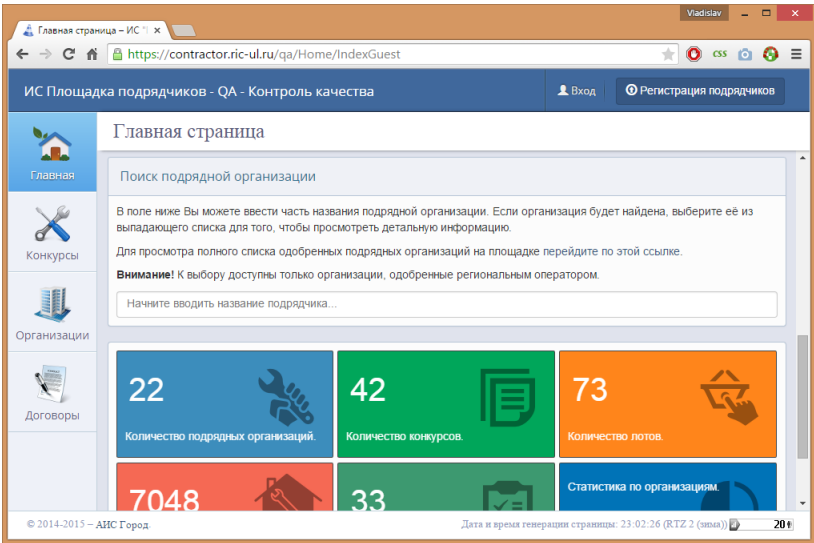 Vladislav
Главная страница – ИС "
https://contractor.ric-ul.ru/qa/Home/IndexGuest
css
ИС Площадка подрядчиков - QA - Контроль качества
Вход
Регистрация подрядчиков
Главная
Конкурсы
Организации
Договоры
Главная страница
Поиск подрядной организации
В поле ниже Вы можете ввести часть названия подрядной организации. Если организация будет найдена, выберите её из
выпадающего списка для того, чтобы просмотреть детальную информацию.
Для просмотра полного списка одобренных подрядных организаций на площадке перейдите по этой ссылке.
Внимание! К выбору доступны только организации, одобренные региональным оператором.
Начните вводить название подрядчика...
22
Количество подрядных организаций.
42
Количество конкурсов.
73
Количество лотов.
7048
33
Статистика по организациям.
© 2014-2015 – АИС Город.
Дата и время генерации страницы: 23:02:26 (RTZ 2 (зима))
20